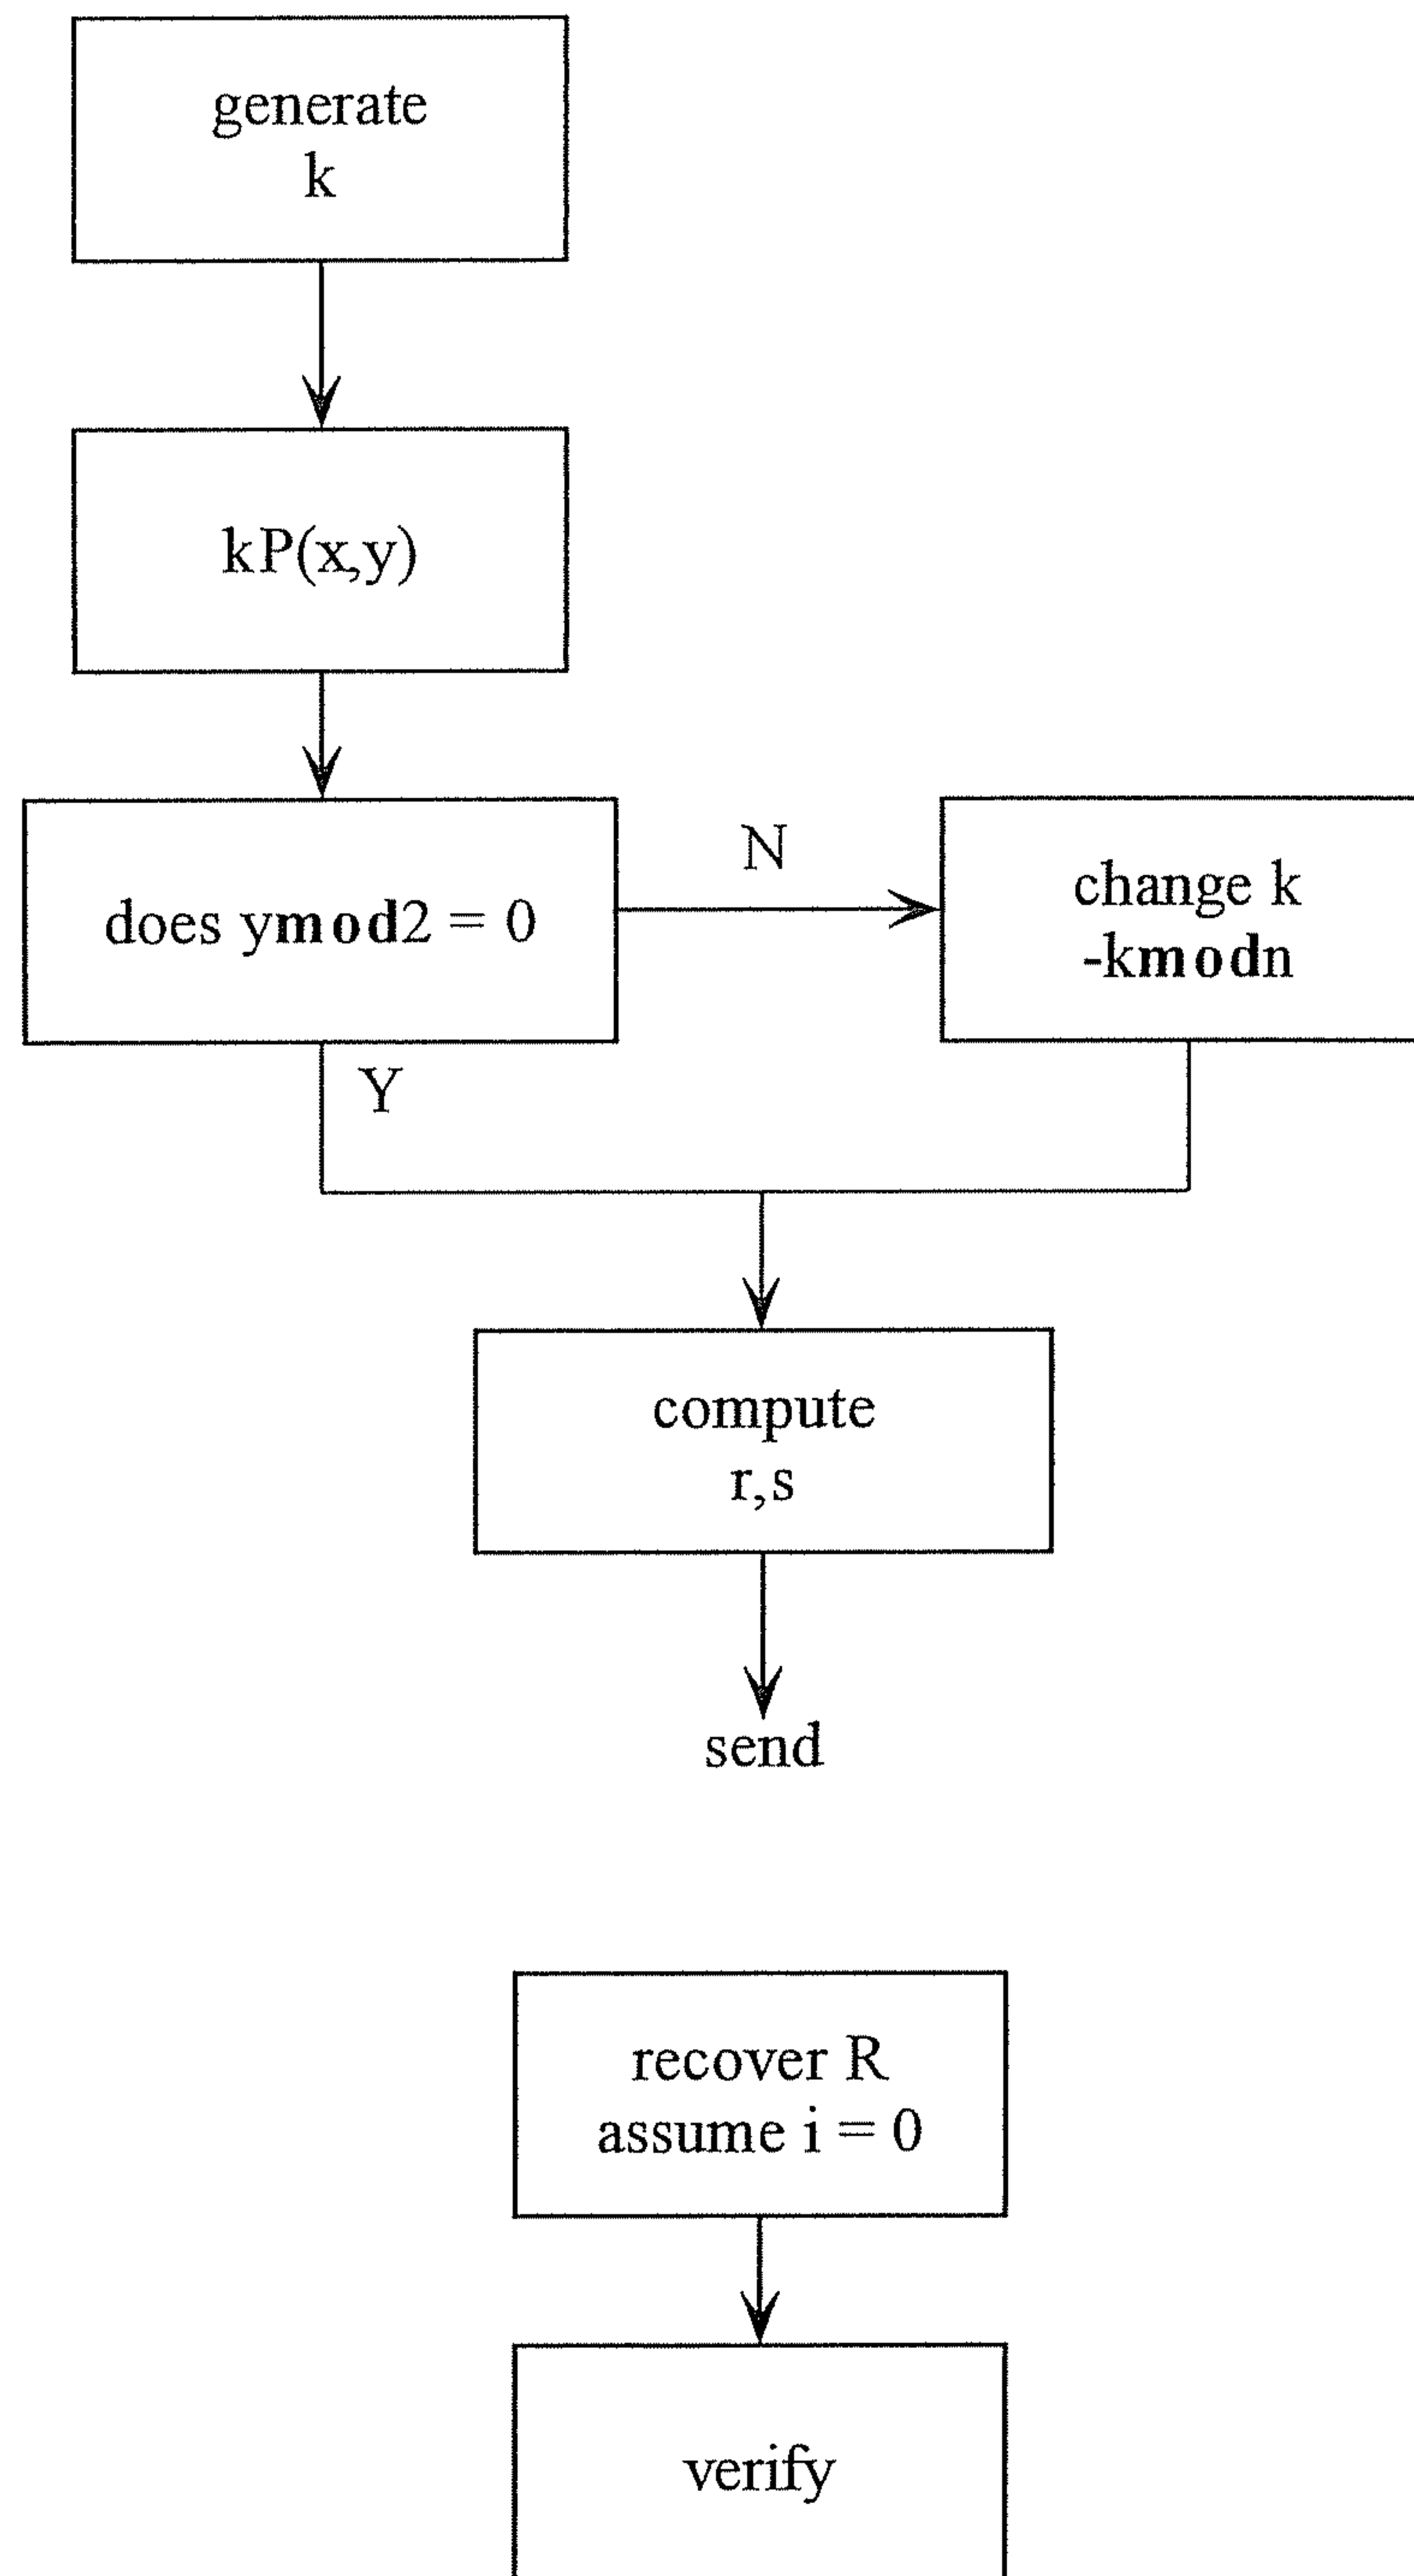 generate
k
kP(x,y)
does ymod2 = 0
N
change k
-kmodn
Y
compute
r,s
send
recover R
assume i = 0
verify